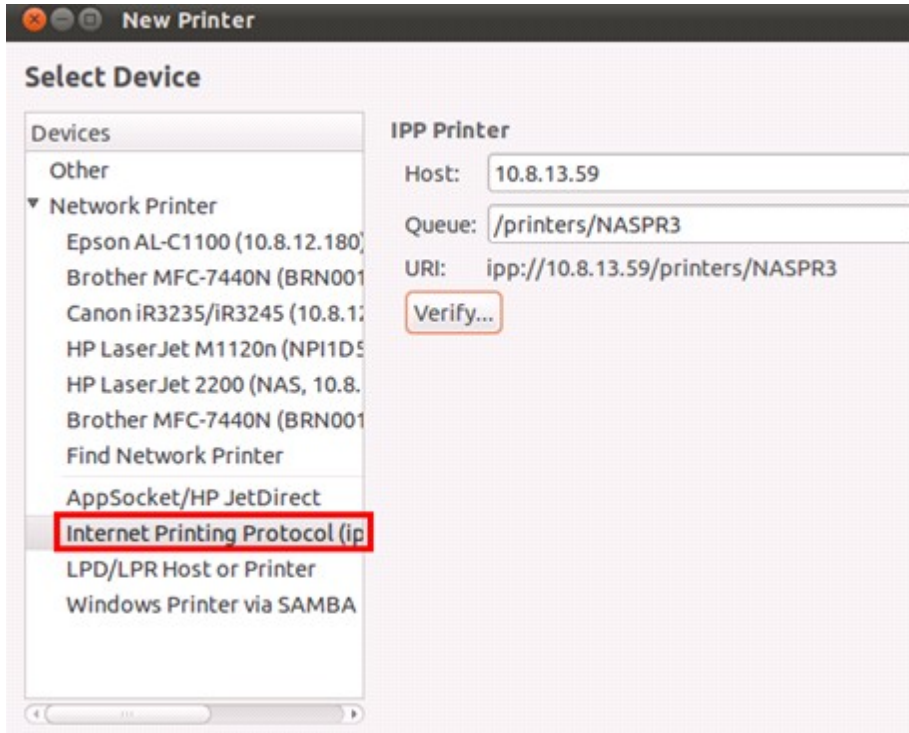 New Printer
Select Device
Devices
Other
Network Printer
Epson AL-C1100 (10.8.12.180)
Brother MFC-7440N (BRN001
Canon iR3235/iR3245 (10.8.12
HP LaserJet M1120n (NPI1D5
HP LaserJet 2200 (NAS, 10.8.
Brother MFC-7440N (BRN001
Find Network Printer
AppSocket/HP JetDirect
Internet Printing Protocol (ip
LPD/LPR Host or Printer
Windows Printer via SAMBA
IPP Printer
Host: 10.8.13.59
Queue: /printers/NASPR3
URI: ipp://10.8.13.59/printers/NASPR3
Verify...